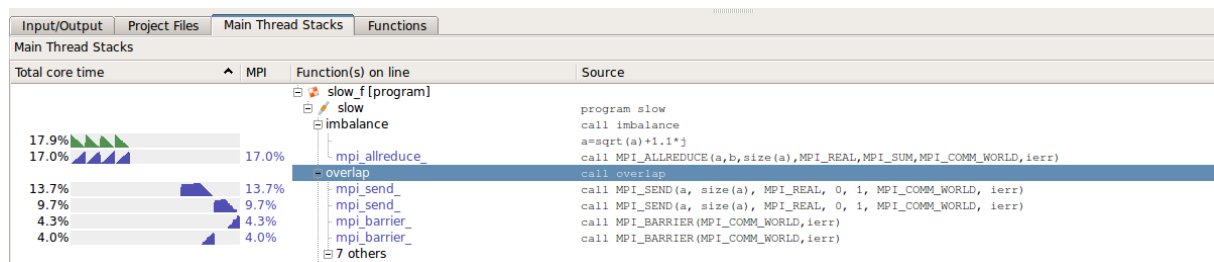 Input/Output Project Files Main Thread Stacks Functions
Main Thread Stacks
Total core time MPI Function(s) on line Source
slow_f [program]
slow program slow
imbalance call imbalance
17.9% a=sqrt(a)+1.1*j
17.0% 17.0% mpi_allreduce_ call MPI_ALLREDUCE(a,b,size(a),MPI_REAL,MPI_SUM,MPI_COMM_WORLD,ierr)
overlap call overlap
13.7% 13.7% mpi_send_ call MPI_SEND(a, size(a), MPI_REAL, 0, 1, MPI_COMM_WORLD, ierr)
9.7% 9.7% mpi_send_ call MPI_SEND(a, size(a), MPI_REAL, 0, 1, MPI_COMM_WORLD, ierr)
4.3% 4.3% mpi_barrier_ call MPI_BARRIER(MPI_COMM_WORLD,ierr)
4.0% 4.0% mpi_barrier_ call MPI_BARRIER(MPI_COMM_WORLD,ierr)
7 others